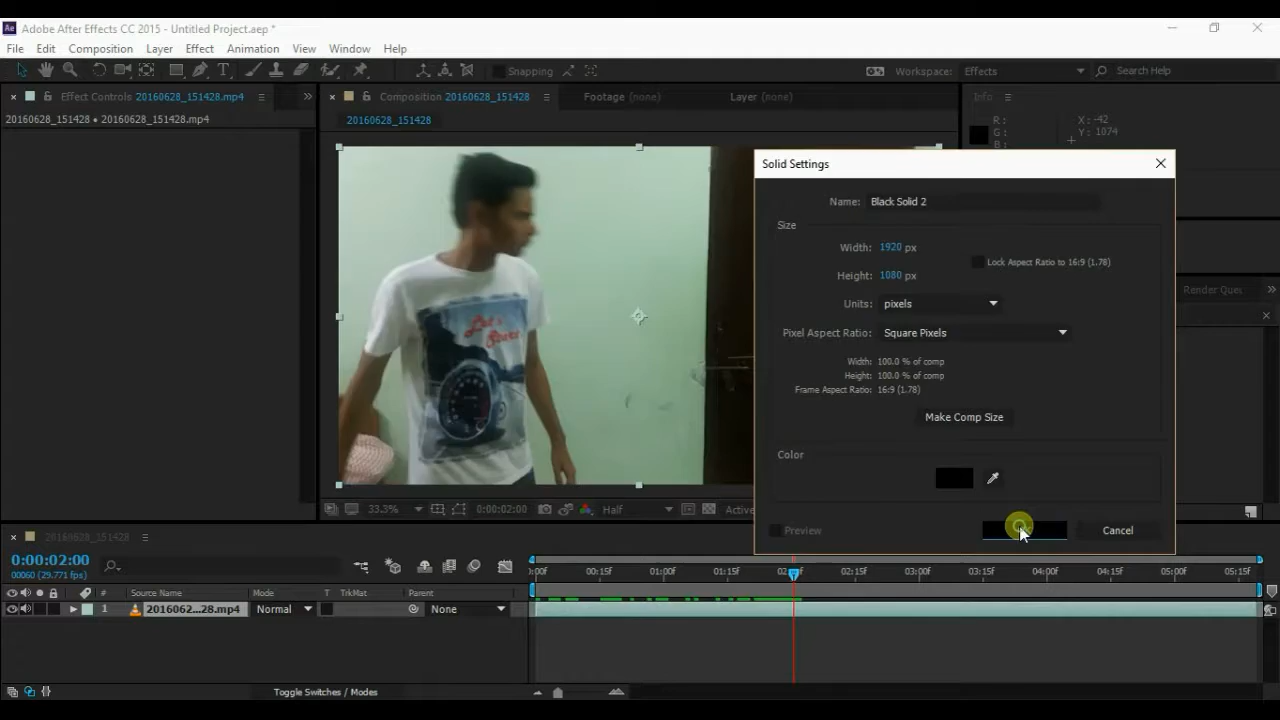 Adobe After Effects CC 2015 - Untitled Project.aep *
File Edit Composition Layer Effect Animation View Window Help
Snapping
Workspace: Effects
Search Help
Effect Controls 20160628_151428.mp4
20160628_151428 • 20160628_151428.mp4
Composition 20160628_151428
Footage (none)
Layer (none)
20160628_151428
Info
R:
G:
B:
X: -42
Y: 1074
Solid Settings
Name: Black Solid 2
Size
Width: 1920 px
Height: 1080 px
Lock Aspect Ratio to 16:9 (1.78)
Units: pixels
Pixel Aspect Ratio: Square Pixels
Width: 100.0 % of comp
Height: 100.0 % of comp
Frame Aspect Ratio: 16:9 (1.78)
Make Comp Size
Color
Preview
Cancel
Render Quec
Let's
33.3%
0:00:02:00
Half
Active
20160628_151428
0:00:02:00
00060 (29.771 fps)
# Source Name Mode T TrkMat Parent
1 2016062...28.mp4 Normal None
0:00f 00:15f 01:00f 01:15f 02:15f 03:00f 03:15f 04:00f 04:15f 05:00f 05:15f
Toggle Switches / Modes